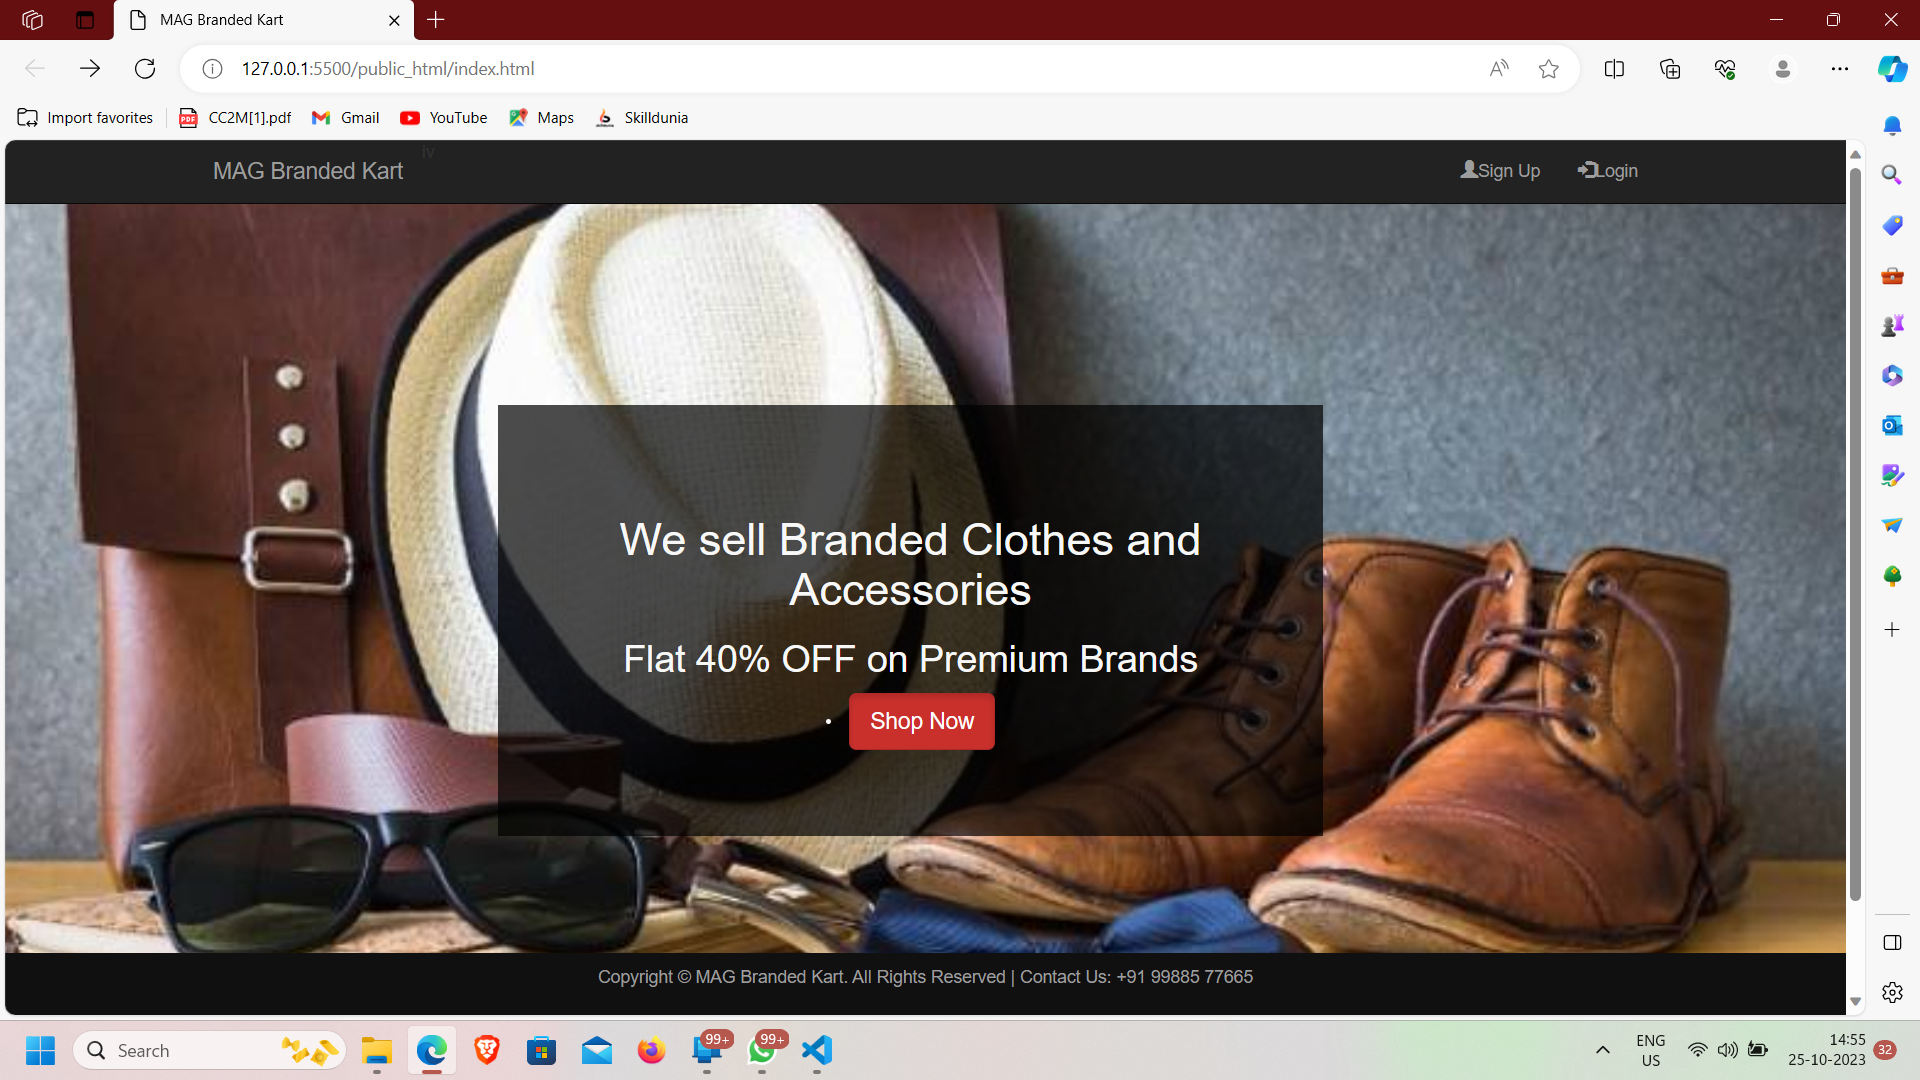 MAG Branded Kart
127.0.0.1:5500/public_html/index.html
Import favorites
CC2M[1].pdf
Gmail
YouTube
Maps
Skilldunia
iv
MAG Branded Kart
Sign Up
Login
We sell Branded Clothes and
Accessories
Flat 40% OFF on Premium Brands
• Shop Now
Copyright © MAG Branded Kart. All Rights Reserved | Contact Us: +91 99885 77665
Search
99+
99+
ENG
US
14:55
25-10-2023
32